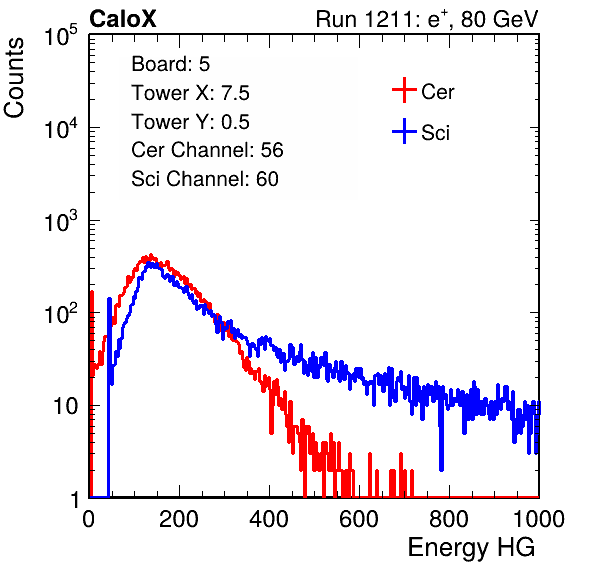 CaloX Run 1211: e⁺, 80 GeV
Counts
Board: 5
Tower X: 7.5
Tower Y: 0.5
Cer Channel: 56
Sci Channel: 60
Cer
Sci
10⁵
10⁴
10³
10²
10
1
0 200 400 600 800 1000
Energy HG